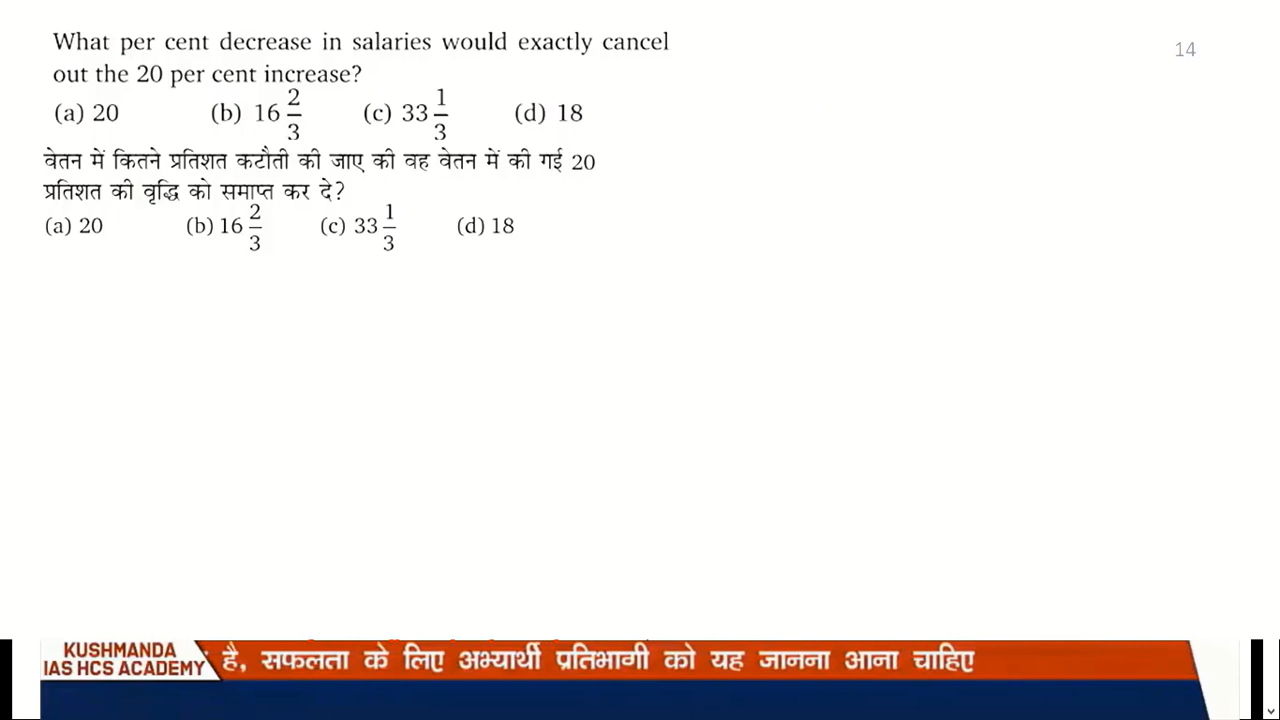 What per cent decrease in salaries would exactly cancel
14
out the 20 per cent increase?
(a) 20 (b) 16 2/3 (c) 33 1/3 (d) 18
वेतन में कितने प्रतिशत कटौती की जाए की वह वेतन में की गई 20
प्रतिशत की वृद्धि को समाप्त कर दे?
(a) 20 (b) 16 2/3 (c) 33 1/3 (d) 18
KUSHMANDA
IAS HCS ACADEMY
है, सफलता के लिए अभ्यार्थी प्रतिभागी को यह जानना आना चाहिए